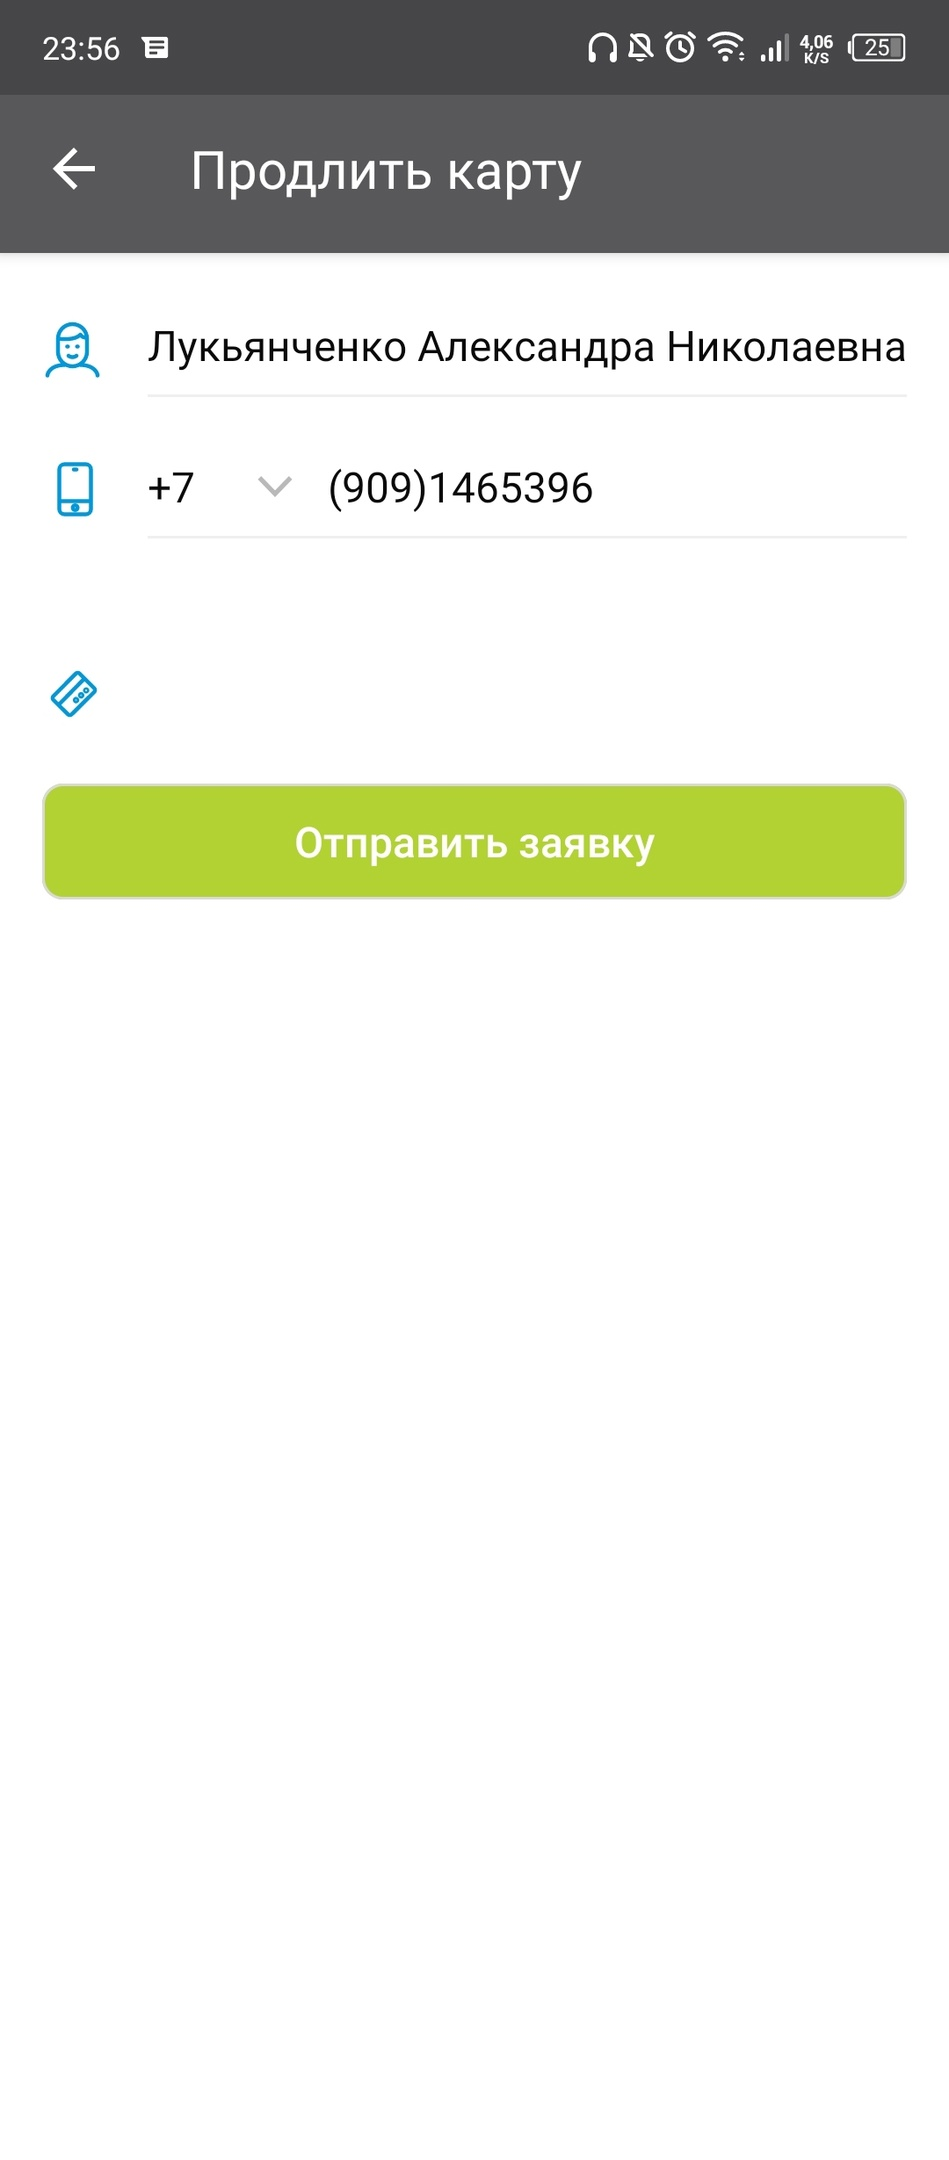 23:56
4,06
K/S
25
Продлить карту
Лукьянченко Александра Николаевна
+7 (909)1465396
Отправить заявку